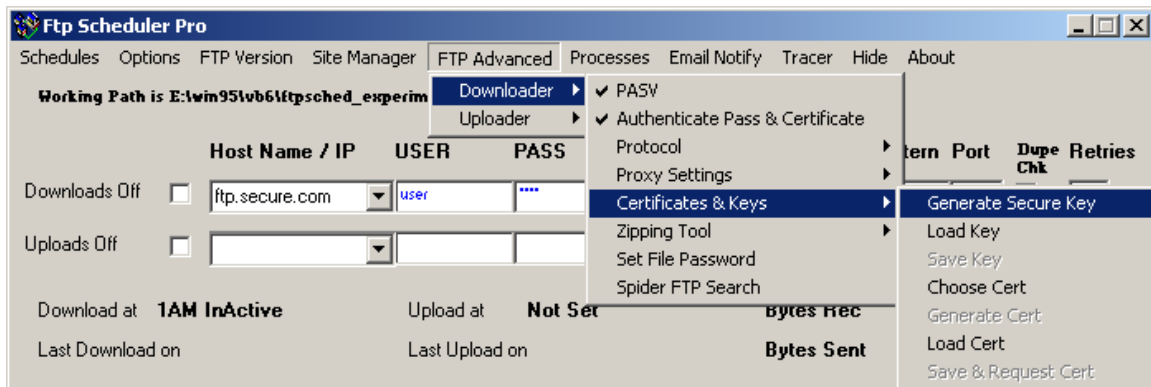 Ftp Scheduler Pro
Schedules Options FTP Version Site Manager FTP Advanced Processes Email Notify Tracer Hide About
Working Path is E:\win95\vb6\ftpsched_experim Downloader ✓ PASV
Uploader ✓ Authenticate Pass & Certificate
Host Name / IP USER PASS Protocol tern Port Dupe Chk Retries
Proxy Settings
Downloads Off ftp.secure.com user **** Certificates & Keys Generate Secure Key
Zipping Tool Load Key
Uploads Off Set File Password Save Key
Spider FTP Search Choose Cert
Download at 1AM InActive Upload at Not Set Bytes Rec Generate Cert
Last Download on Last Upload on Bytes Sent Load Cert
Save & Request Cert